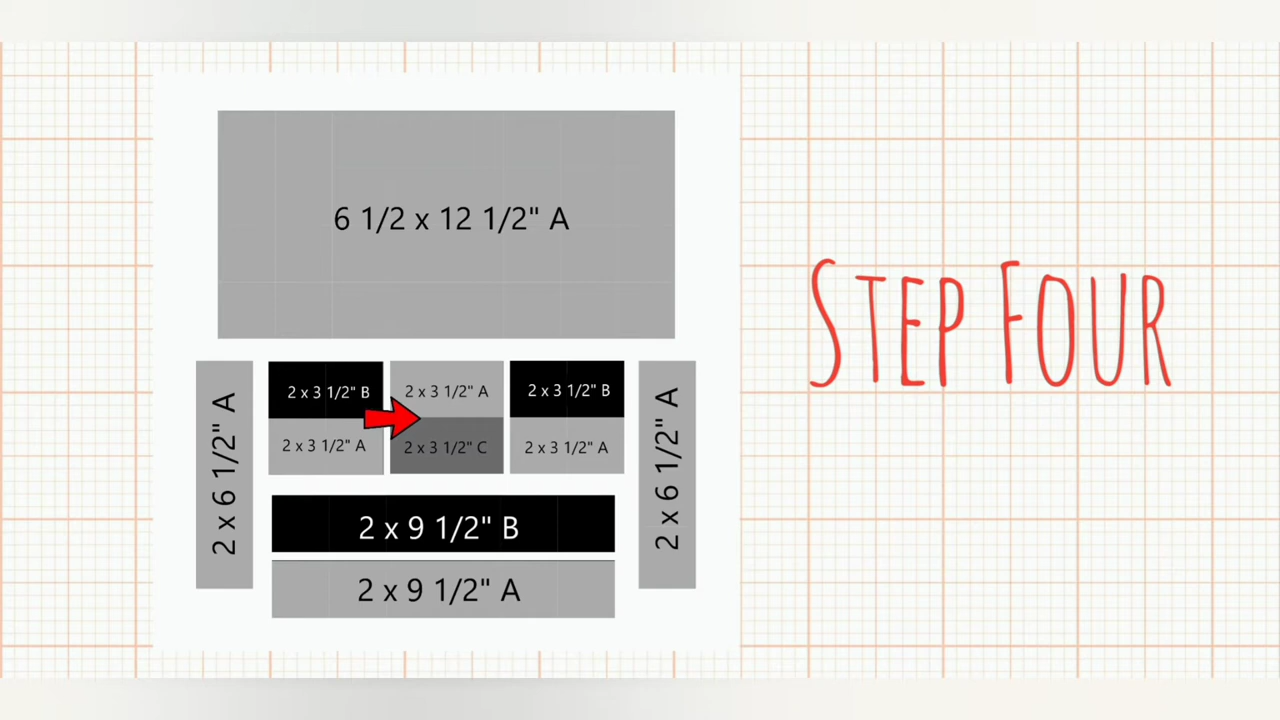 6 1/2 x 12 1/2" A
STEP FOUR
2 x 6 1/2" A
2 x 3 1/2" B
2 x 3 1/2" A
2 x 3 1/2" B
2 x 3 1/2" A
2 x 3 1/2" C
2 x 3 1/2" A
2 x 6 1/2" A
2 x 9 1/2" B
2 x 9 1/2" A